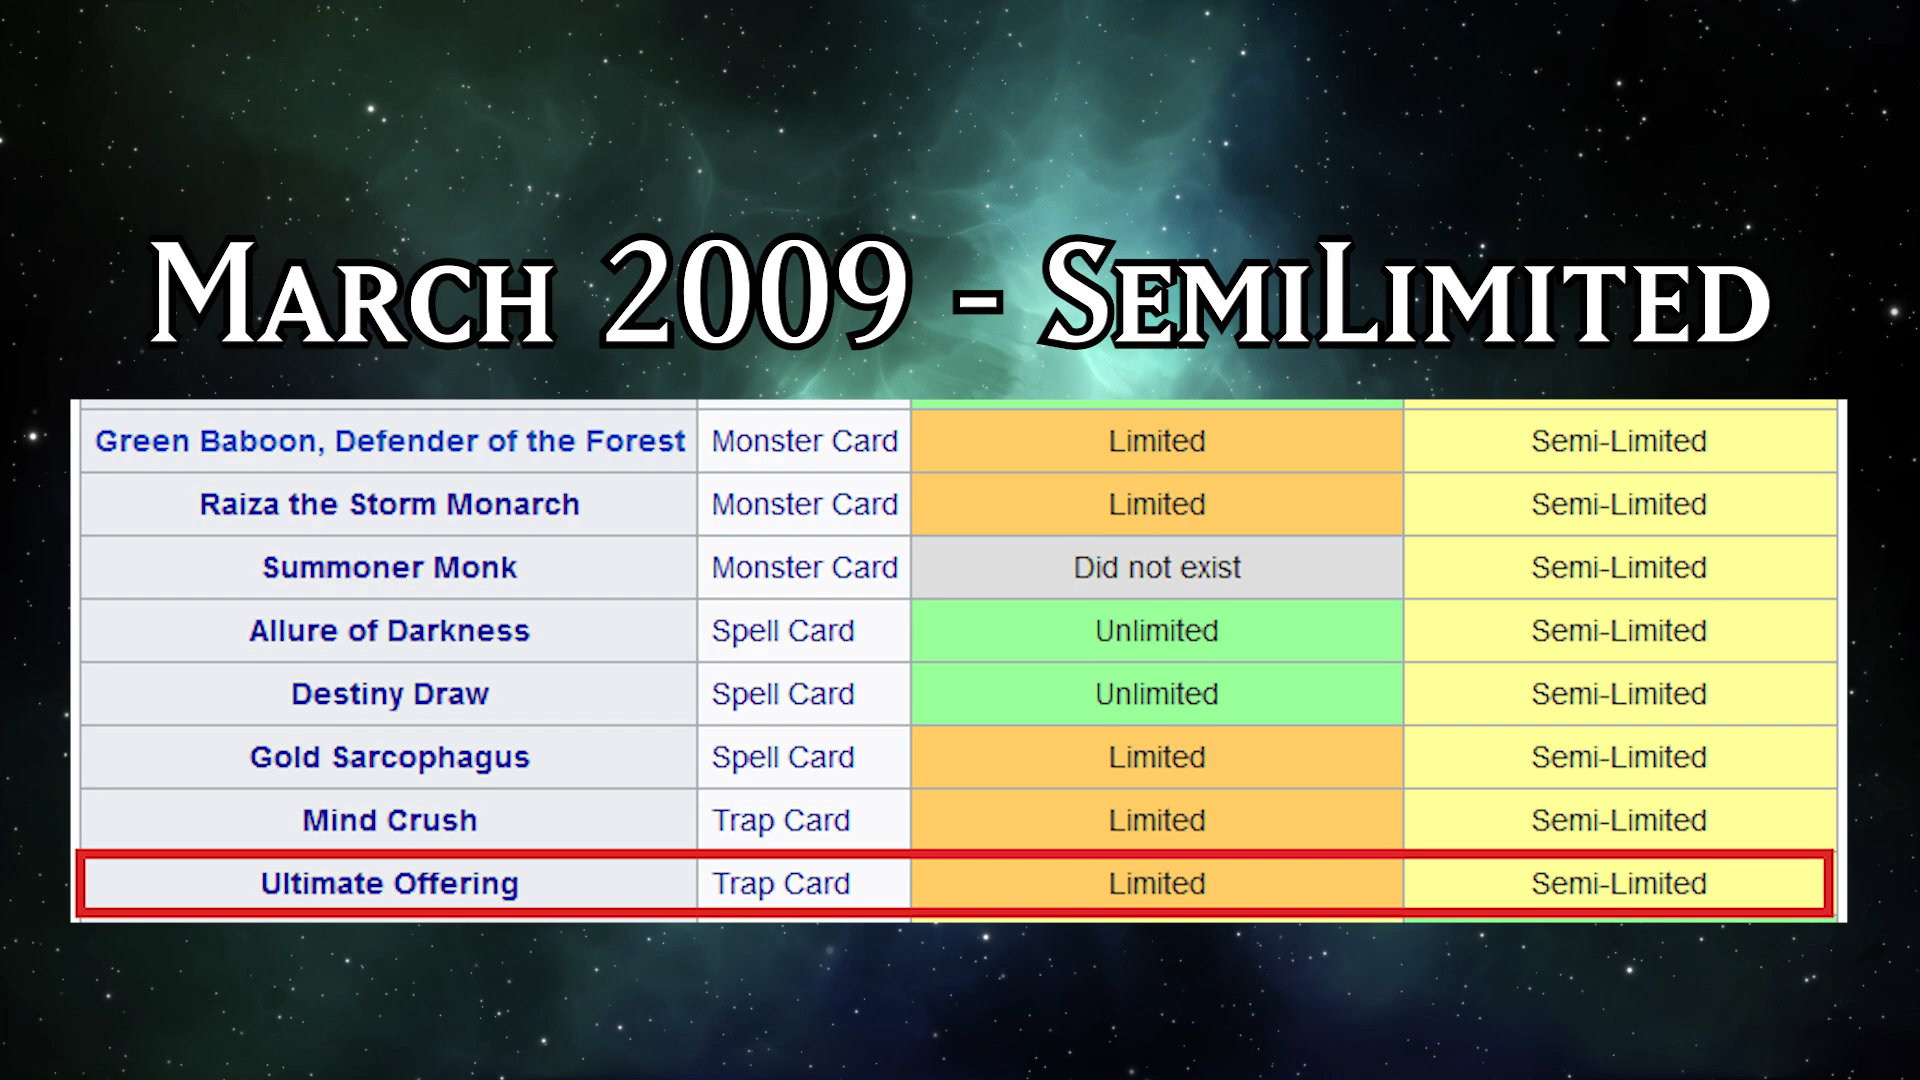 March 2009 - SemiLimited
Green Baboon, Defender of the Forest Monster Card Limited Semi-Limited
Raiza the Storm Monarch Monster Card Limited Semi-Limited
Summoner Monk Monster Card Did not exist Semi-Limited
Allure of Darkness Spell Card Unlimited Semi-Limited
Destiny Draw Spell Card Unlimited Semi-Limited
Gold Sarcophagus Spell Card Limited Semi-Limited
Mind Crush Trap Card Limited Semi-Limited
Ultimate Offering Trap Card Limited Semi-Limited